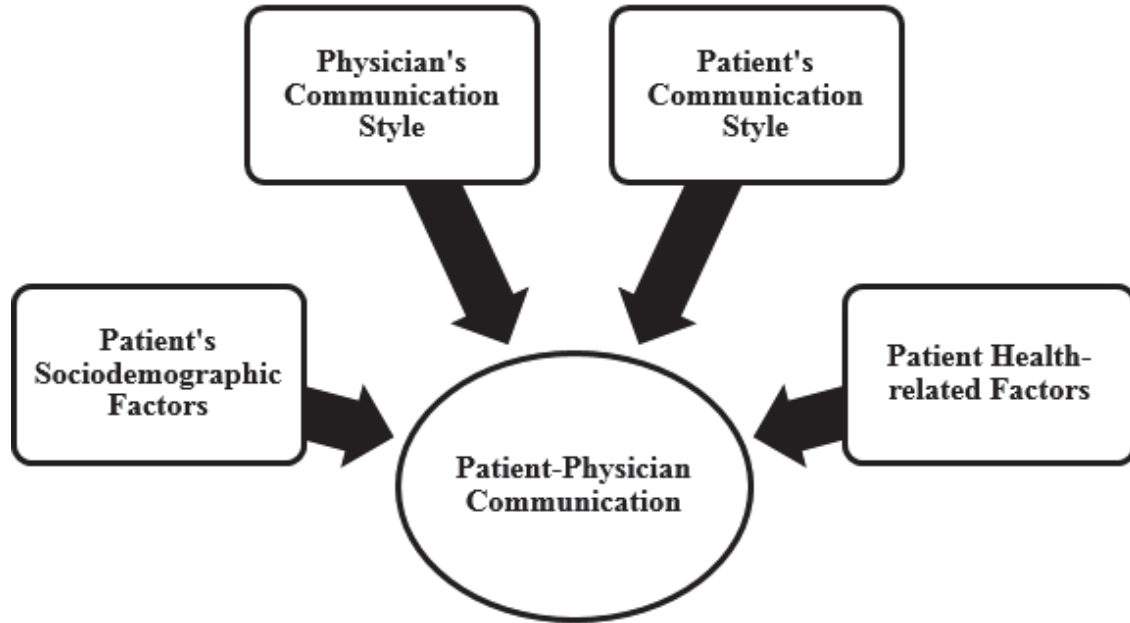 Physician's
Communication
Style
Patient's
Communication
Style
Patient's
Sociodemographic
Factors
Patient Health-
related Factors
Patient-Physician
Communication